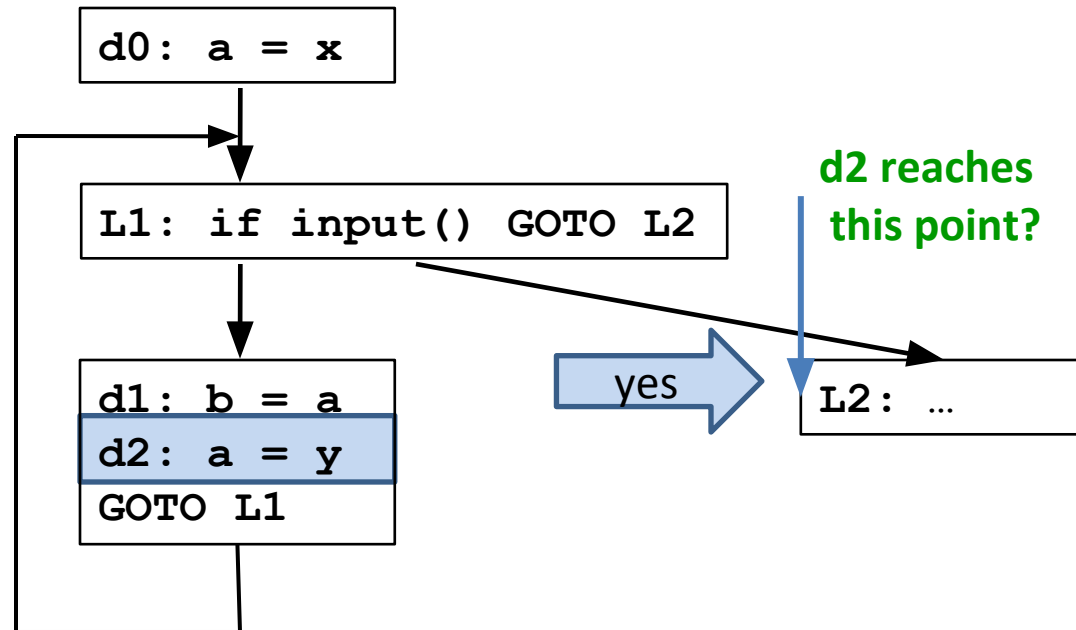 d0: a = x
L1: if input() GOTO L2
d2 reaches
this point?
d1: b = a
d2: a = y
GOTO L1
yes
L2: …